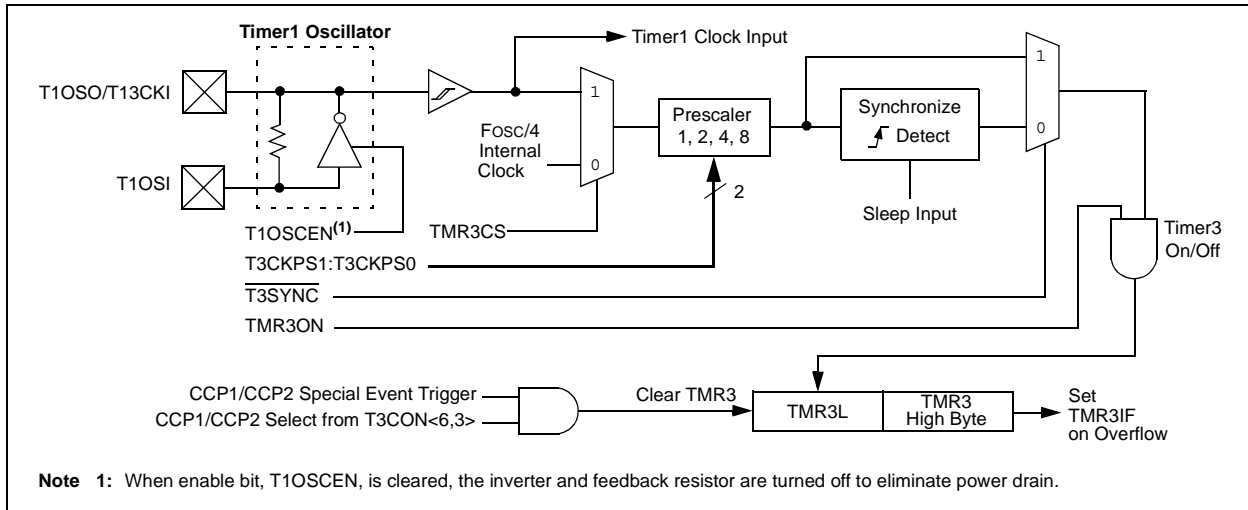 Timer1 Oscillator
Timer1 Clock Input
T1OSO/T13CKI
T1OSI
1
0
FOSC/4
Internal
Clock
Prescaler
1, 2, 4, 8
2
Synchronize
Detect
1
0
Sleep Input
T1OSCEN(1)
TMR3CS
Timer3
On/Off
T3CKPS1:T3CKPS0
T3SYNC
TMR3ON
CCP1/CCP2 Special Event Trigger
CCP1/CCP2 Select from T3CON<6,3>
Clear TMR3
TMR3L
TMR3
High Byte
Set
TMR3IF
on Overflow
Note 1: When enable bit, T1OSCEN, is cleared, the inverter and feedback resistor are turned off to eliminate power drain.